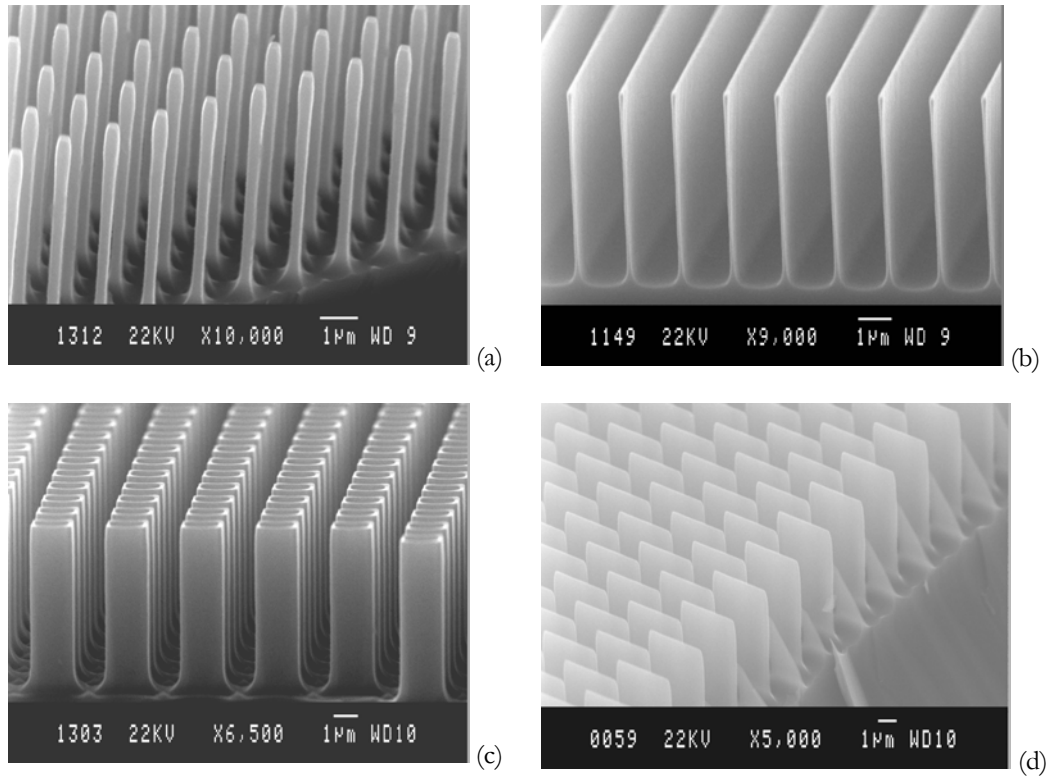 1312 22KV X10,000 1µm WD 9
(a)
1149 22KV X9,000 1µm WD 9
(b)
1303 22KV X6,500 1µm WD10
(c)
0059 22KV X5,000 1µm WD10
(d)